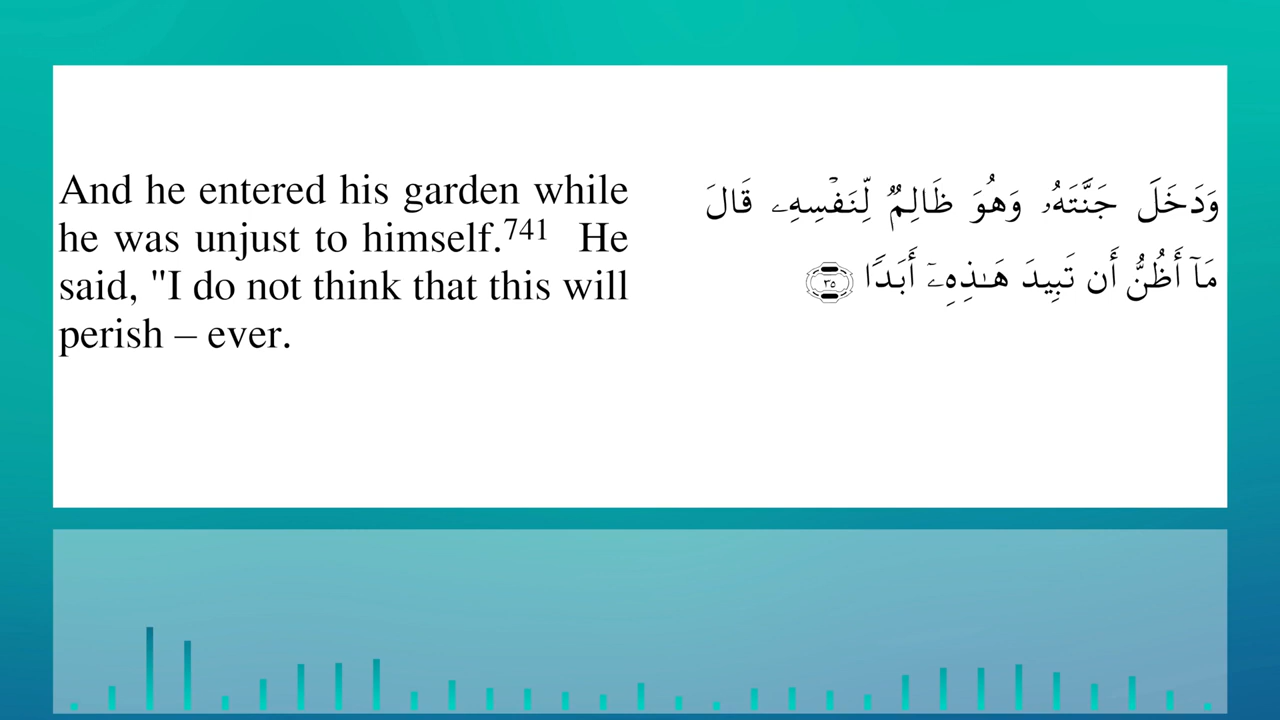 And he entered his garden while
he was unjust to himself.741 He
said, "I do not think that this will
perish – ever.
وَدَخَلَ جَنَّتَهُۥ وَهُوَ ظَالِمٌۭ لِّنَفْسِهِۦ قَالَ
مَآ أَظُنُّ أَن تَبِيدَ هَـٰذِهِۦٓ أَبَدًۭا ٣٥